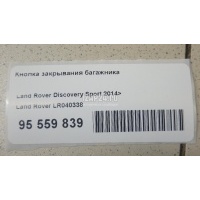 Кнопка закрывания багажника
Land Rover Discovery Sport 2014>
Land Rover LR040338
95 559 839